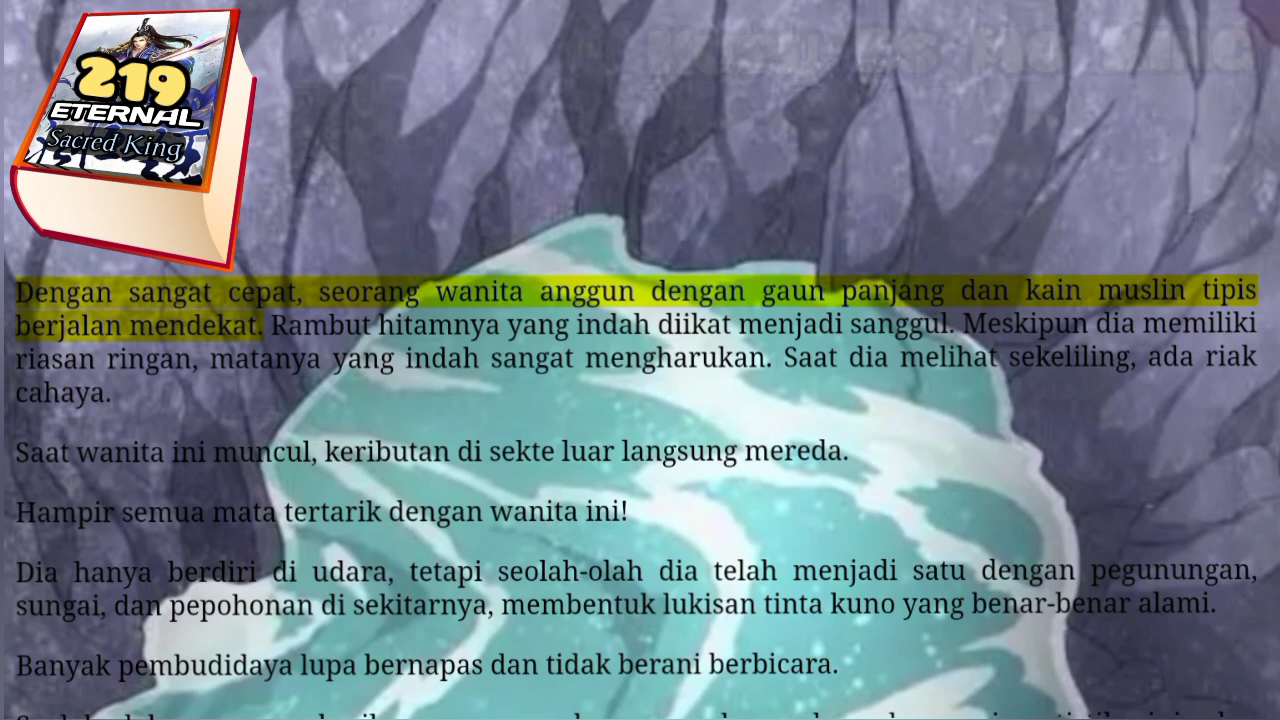 219
ETERNAL
Sacred King
Dengan sangat cepat, seorang wanita anggun dengan gaun panjang dan kain muslin tipis
berjalan mendekat. Rambut hitamnya yang indah diikat menjadi sanggul. Meskipun dia memiliki
riasan ringan, matanya yang indah sangat mengharukan. Saat dia melihat sekeliling, ada riak
cahaya.
Saat wanita ini muncul, keributan di sekte luar langsung mereda.
Hampir semua mata tertarik dengan wanita ini!
Dia hanya berdiri di udara, tetapi seolah-olah dia telah menjadi satu dengan pegunungan,
sungai, dan pepohonan di sekitarnya, membentuk lukisan tinta kuno yang benar-benar alami.
Banyak pembudidaya lupa bernapas dan tidak berani berbicara.